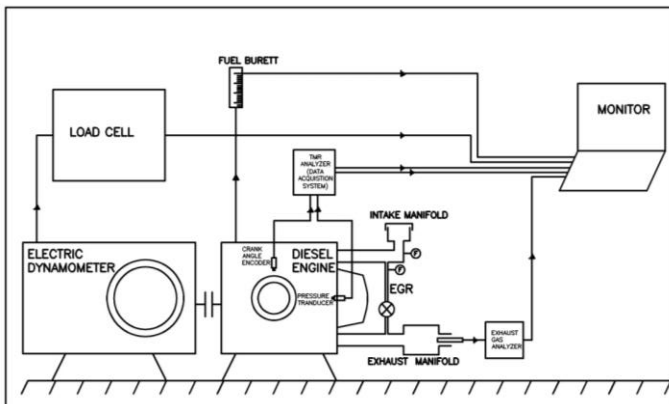 FUEL BURETT
LOAD CELL
MONITOR
TMR
ANALYZER
(DATA
ACQUISTION
SYSTEM)
INTAKE MANIFOLD
ELECTRIC
DYNAMOMETER
CRANK
ANGLE
ENCODER
DIESEL
ENGINE
F
F
PRESSURE
TRANDUCER
EGR
EXHAUST
GAS
ANALYZER
EXHAUST MANIFOLD